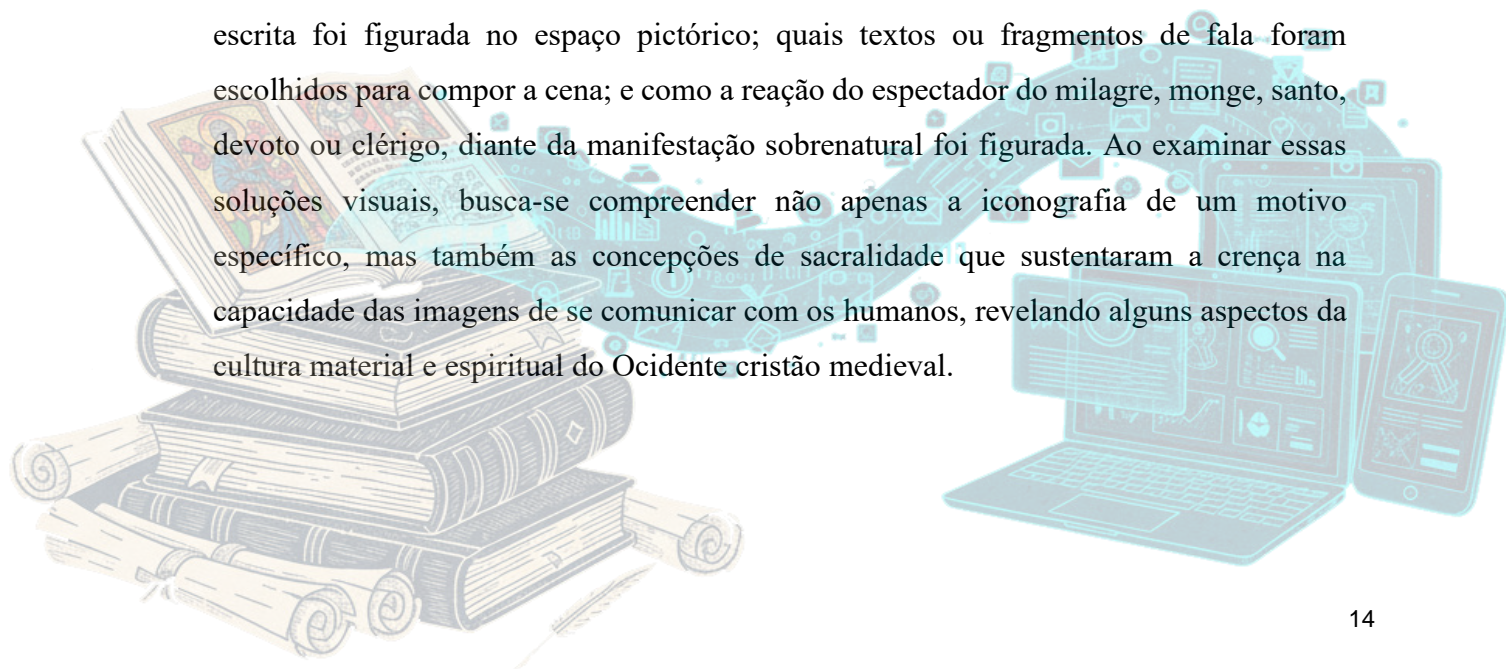 escrita foi figurada no espaço pictórico; quais textos ou fragmentos de fala foram
escolhidos para compor a cena; e como a reação do espectador do milagre, monge, santo,
devoto ou clérigo, diante da manifestação sobrenatural foi figurada. Ao examinar essas
soluções visuais, busca-se compreender não apenas a iconografia de um motivo
específico, mas também as concepções de sacralidade que sustentaram a crença na
capacidade das imagens de se comunicar com os humanos, revelando alguns aspectos da
cultura material e espiritual do Ocidente cristão medieval.
14